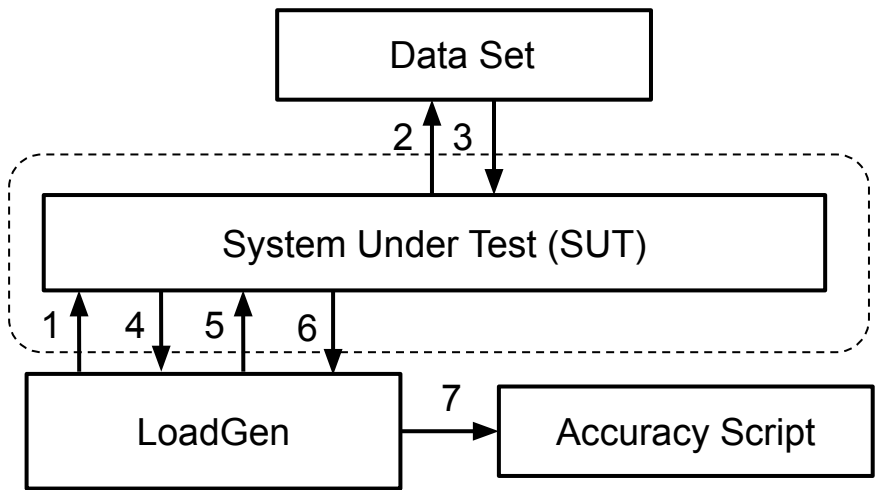 Data Set
2 3
System Under Test (SUT)
1 4 5 6
7
LoadGen
Accuracy Script